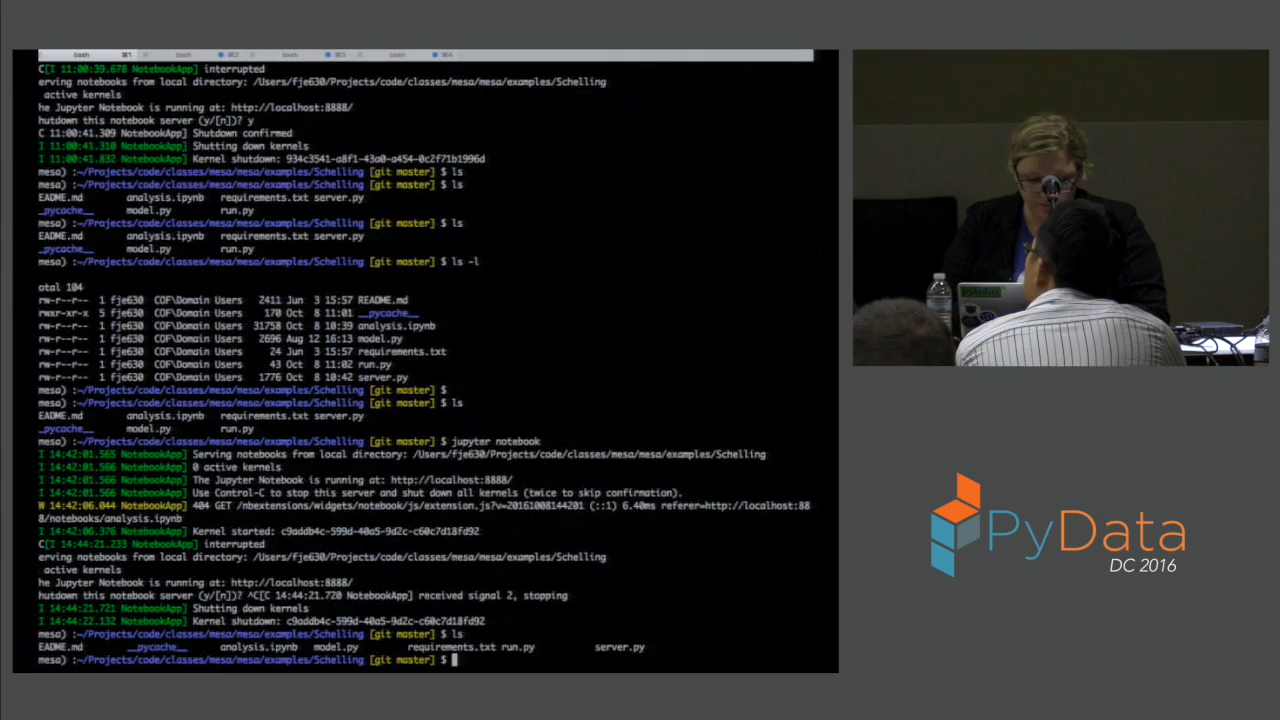 bash ⌘1 bash ⌘2 bash ⌘3 bash ⌘4
C[I 11:00:39.678 NotebookApp] interrupted
erving notebooks from local directory: /Users/fje630/Projects/code/classes/mesa/mesa/examples/Schelling
active kernels
he Jupyter Notebook is running at: http://localhost:8888/
hutdown this notebook server (y/[n])? y
C 11:00:41.309 NotebookApp] Shutdown confirmed
I 11:00:41.310 NotebookApp] Shutting down kernels
I 11:00:41.832 NotebookApp] Kernel shutdown: 934c3541-a8f1-43a0-a454-0c2f71b1996d
mesa) :~/Projects/code/classes/mesa/mesa/examples/Schelling [git master] $ ls
mesa) :~/Projects/code/classes/mesa/mesa/examples/Schelling [git master] $ ls
EADME.md analysis.ipynb requirements.txt server.py
_pycache__ model.py run.py
mesa) :~/Projects/code/classes/mesa/mesa/examples/Schelling [git master] $ ls
EADME.md analysis.ipynb requirements.txt server.py
_pycache__ model.py run.py
mesa) :~/Projects/code/classes/mesa/mesa/examples/Schelling [git master] $ ls -l
otal 104
rw-r--r-- 1 fje630 COF\Domain Users 2411 Jun 3 15:57 README.md
rwxr-xr-x 5 fje630 COF\Domain Users 170 Oct 8 11:01 __pycache__
rw-r--r-- 1 fje630 COF\Domain Users 31758 Oct 8 10:39 analysis.ipynb
rw-r--r-- 1 fje630 COF\Domain Users 2696 Aug 12 16:13 model.py
rw-r--r-- 1 fje630 COF\Domain Users 24 Jun 3 15:57 requirements.txt
rw-r--r-- 1 fje630 COF\Domain Users 43 Oct 8 11:02 run.py
rw-r--r-- 1 fje630 COF\Domain Users 1776 Oct 8 10:42 server.py
mesa) :~/Projects/code/classes/mesa/mesa/examples/Schelling [git master] $
mesa) :~/Projects/code/classes/mesa/mesa/examples/Schelling [git master] $ ls
EADME.md analysis.ipynb requirements.txt server.py
_pycache__ model.py run.py
mesa) :~/Projects/code/classes/mesa/mesa/examples/Schelling [git master] $ jupyter notebook
I 14:42:01.565 NotebookApp] Serving notebooks from local directory: /Users/fje630/Projects/code/classes/mesa/mesa/examples/Schelling
I 14:42:01.566 NotebookApp] 0 active kernels
I 14:42:01.566 NotebookApp] The Jupyter Notebook is running at: http://localhost:8888/
I 14:42:01.566 NotebookApp] Use Control-C to stop this server and shut down all kernels (twice to skip confirmation).
W 14:42:06.044 NotebookApp] 404 GET /nbextensions/widgets/notebook/js/extension.js?v=20161008144201 (::1) 6.40ms referer=http://localhost:88
8/notebooks/analysis.ipynb
I 14:42:06.376 NotebookApp] Kernel started: c9addb4c-599d-40a5-9d2c-c60c7d18fd92
C[I 14:44:21.233 NotebookApp] interrupted
erving notebooks from local directory: /Users/fje630/Projects/code/classes/mesa/mesa/examples/Schelling
active kernels
he Jupyter Notebook is running at: http://localhost:8888/
hutdown this notebook server (y/[n])? ^C[C 14:44:21.720 NotebookApp] received signal 2, stopping
I 14:44:21.721 NotebookApp] Shutting down kernels
I 14:44:22.132 NotebookApp] Kernel shutdown: c9addb4c-599d-40a5-9d2c-c60c7d18fd92
mesa) :~/Projects/code/classes/mesa/mesa/examples/Schelling [git master] $ ls
EADME.md __pycache__ analysis.ipynb model.py requirements.txt run.py server.py
mesa) :~/Projects/code/classes/mesa/mesa/examples/Schelling [git master] $
PyData
DC 2016